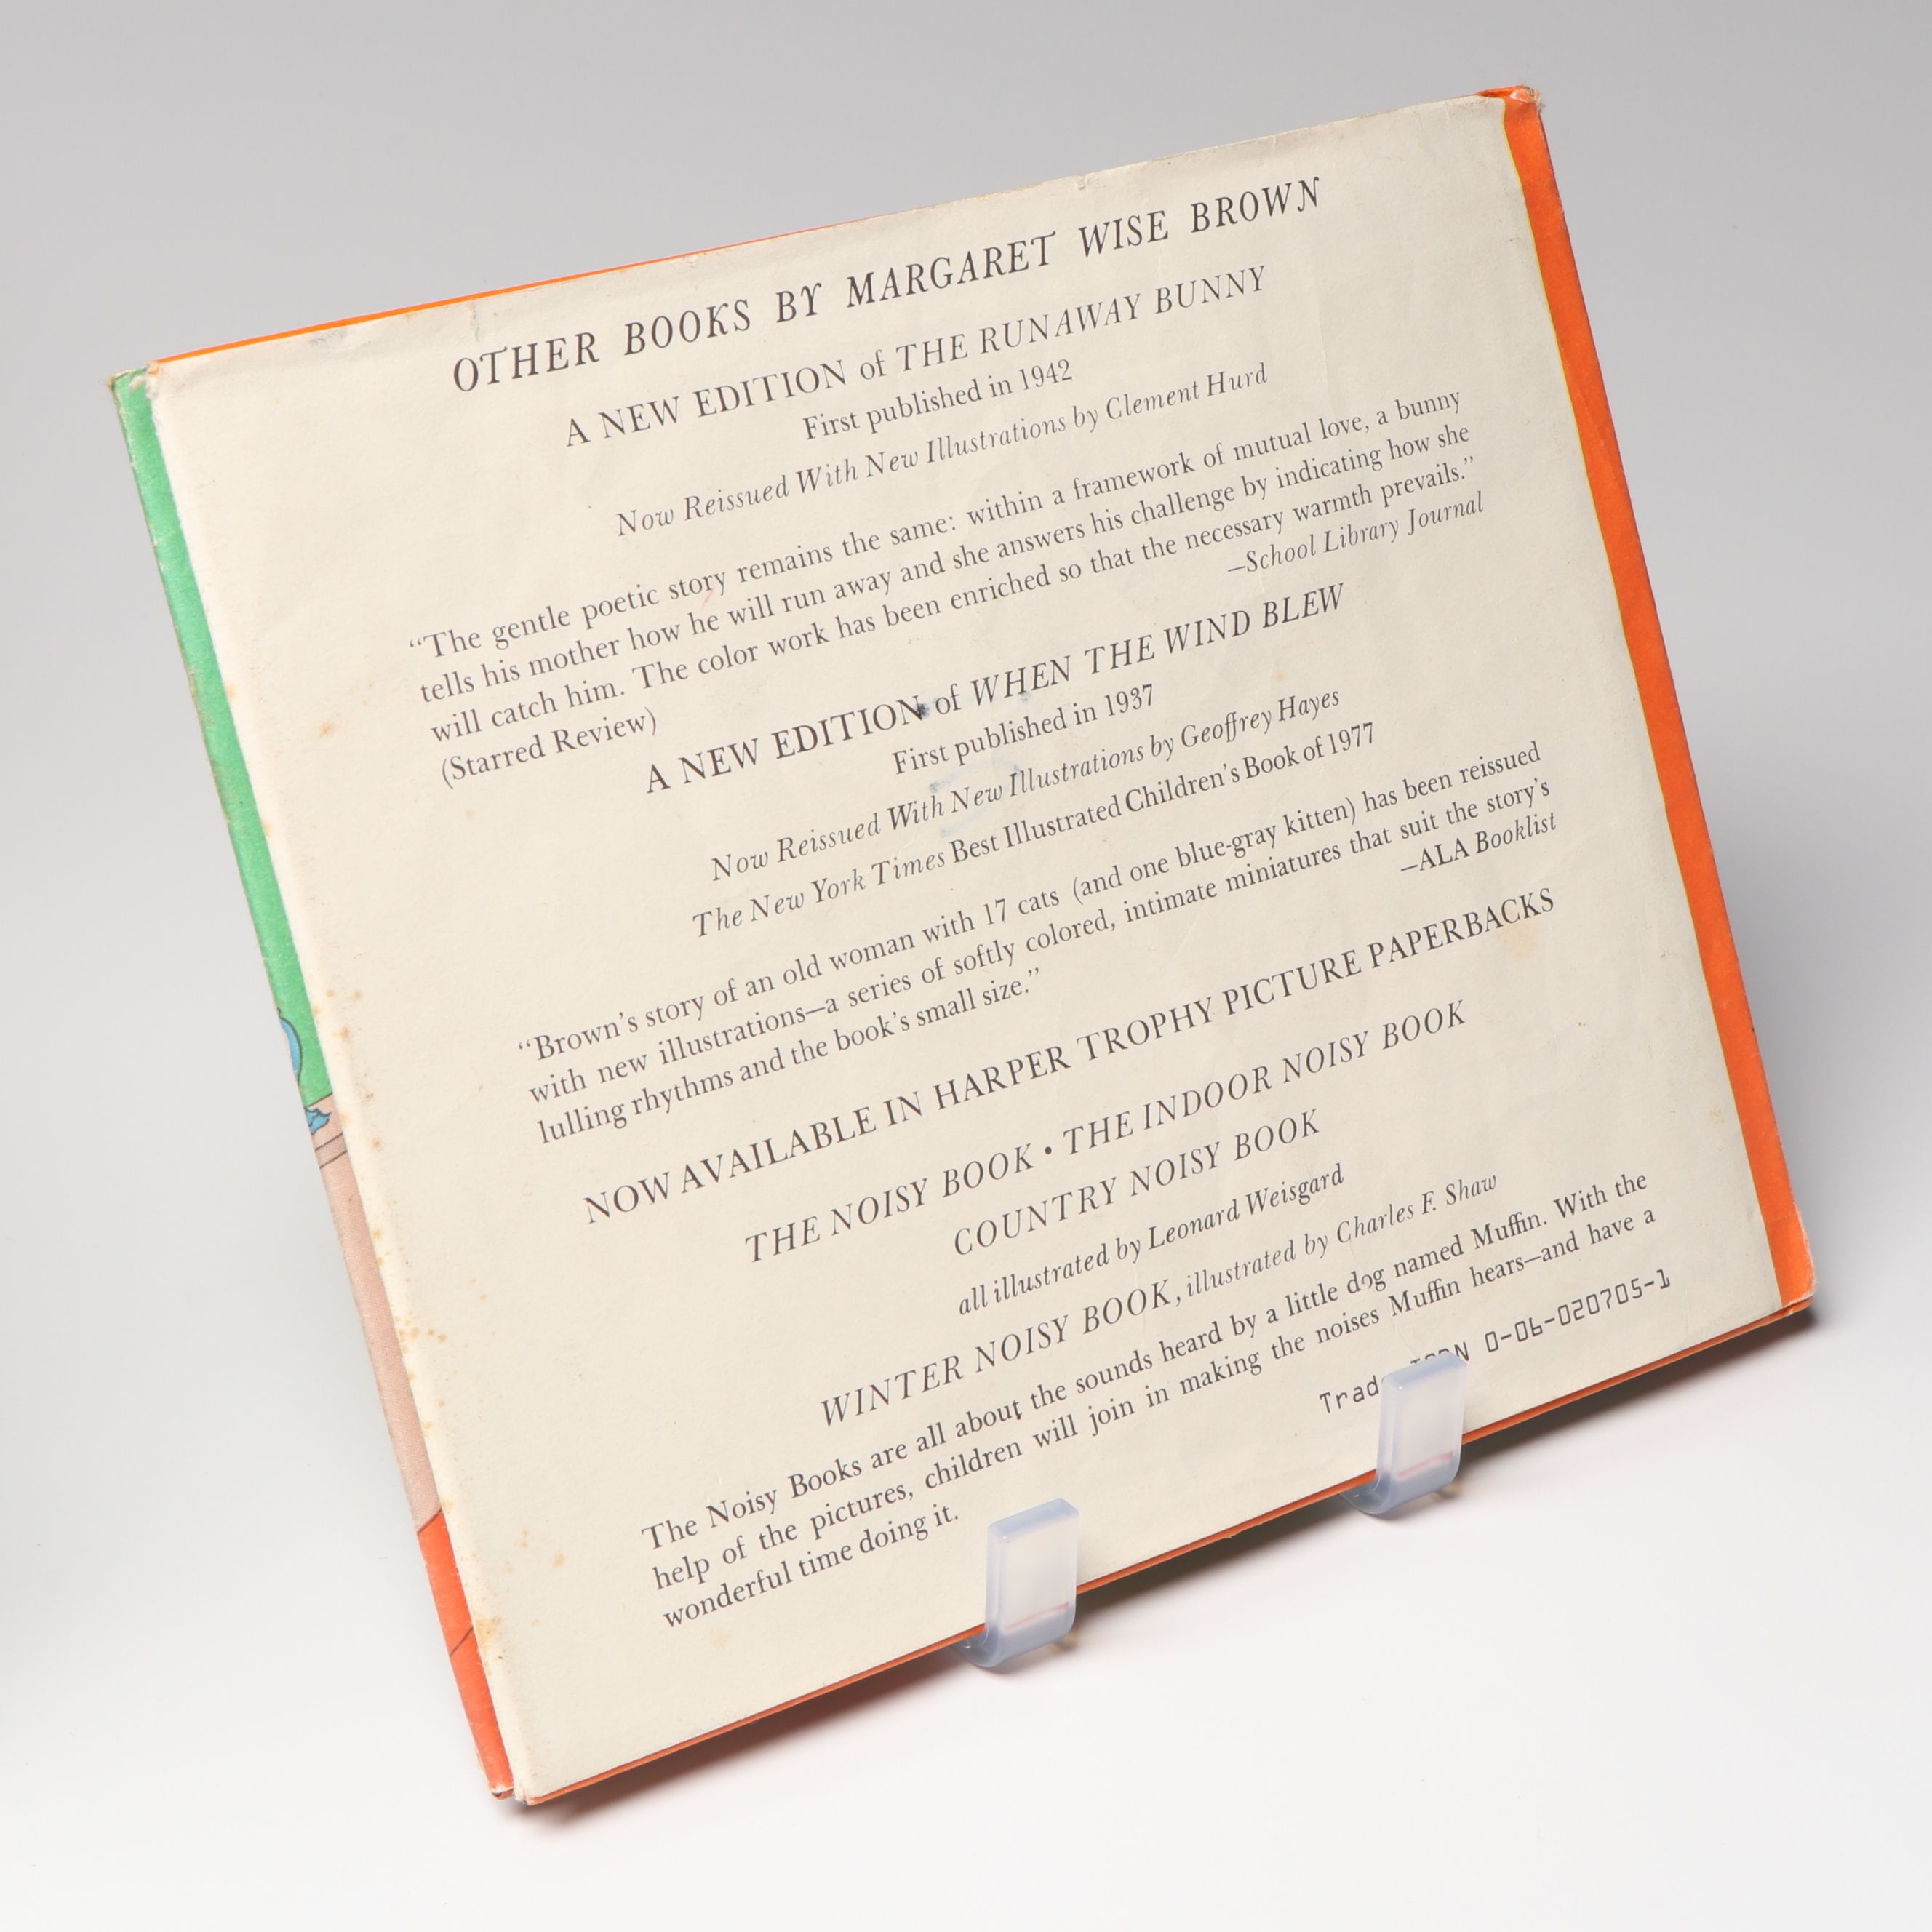 OTHER BOOKS BY MARGARET WISE BROWN
A NEW EDITION of THE RUNAWAY BUNNY
First published in 1942
Now Reissued With New Illustrations by Clement Hurd
“The gentle poetic story remains the same: within a framework of mutual love, a bunny
tells his mother how he will run away and she answers his challenge by indicating how she
will catch him. The color work has been enriched so that the necessary warmth prevails.”
(Starred Review)
—School Library Journal
A NEW EDITION of WHEN THE WIND BLEW
First published in 1937
Now Reissued With New Illustrations by Geoffrey Hayes
The New York Times Best Illustrated Children’s Book of 1977
“Brown’s story of an old woman with 17 cats (and one blue-gray kitten) has been reissued
with new illustrations—a series of softly colored, intimate miniatures that suit the story’s
lulling rhythms and the book’s small size.”
—ALA Booklist
NOW AVAILABLE IN HARPER TROPHY PICTURE PAPERBACKS
THE NOISY BOOK • THE INDOOR NOISY BOOK
COUNTRY NOISY BOOK
all illustrated by Leonard Weisgard
WINTER NOISY BOOK, illustrated by Charles F. Shaw
The Noisy Books are all about the sounds heard by a little dog named Muffin. With the
help of the pictures, children will join in making the noises Muffin hears—and have a
wonderful time doing it.
0-06-020705-1